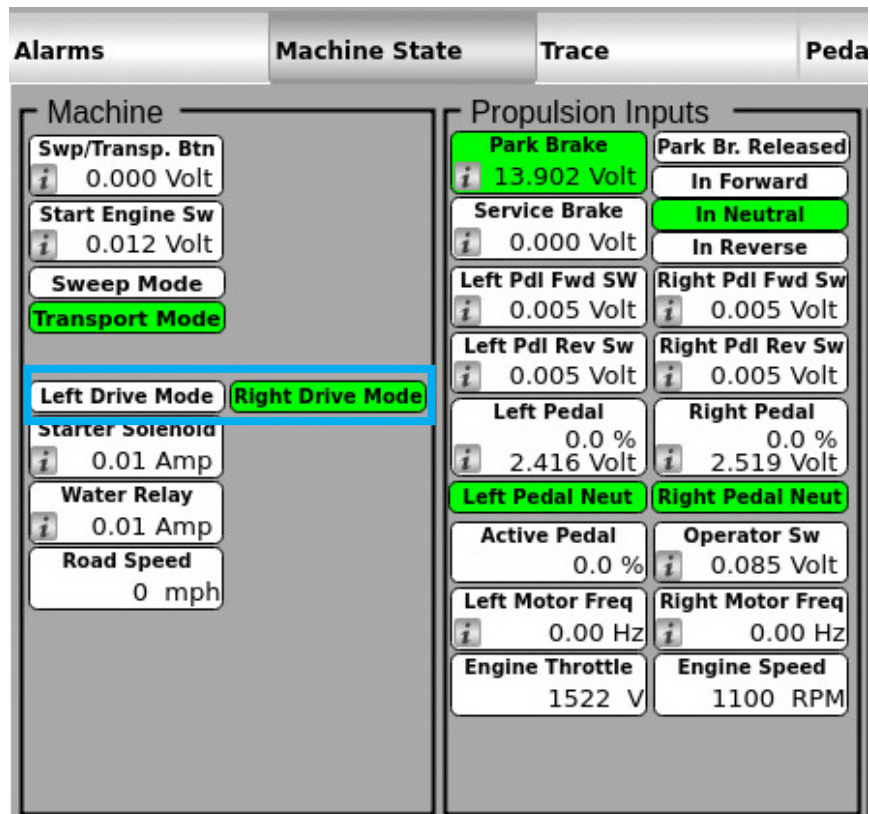 Alarms
Machine State
Trace
Peda
Machine
Swp/Transp. Btn
i 0.000 Volt
Start Engine Sw
i 0.012 Volt
Sweep Mode
Transport Mode
Left Drive Mode
Right Drive Mode
Starter Solenoid
i 0.01 Amp
Water Relay
i 0.01 Amp
Road Speed
0 mph
Propulsion Inputs
Park Brake
i 13.902 Volt
Park Br. Released
In Forward
Service Brake
i 0.000 Volt
In Neutral
In Reverse
Left Pdl Fwd SW
i 0.005 Volt
Right Pdl Fwd Sw
i 0.005 Volt
Left Pdl Rev Sw
i 0.005 Volt
Right Pdl Rev Sw
i 0.005 Volt
Left Pedal
0.0 %
i 2.416 Volt
Right Pedal
0.0 %
i 2.519 Volt
Left Pedal Neut
Right Pedal Neut
Active Pedal
0.0 %
Operator Sw
i 0.085 Volt
Left Motor Freq
i 0.00 Hz
Right Motor Freq
i 0.00 Hz
Engine Throttle
1522 V
Engine Speed
1100 RPM